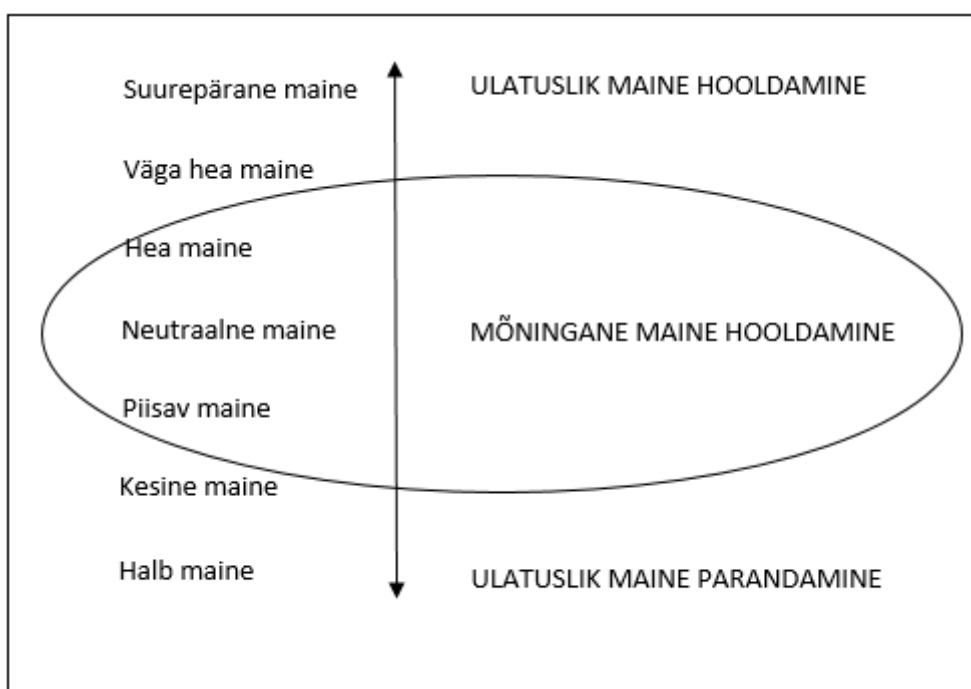 Suurepärane maine
ULATUSLIK MAINE HOOLDAMINE
Väga hea maine
Hea maine
Neutraalne maine
MÕNINGANE MAINE HOOLDAMINE
Piisav maine
Kesine maine
Halb maine
ULATUSLIK MAINE PARANDAMINE